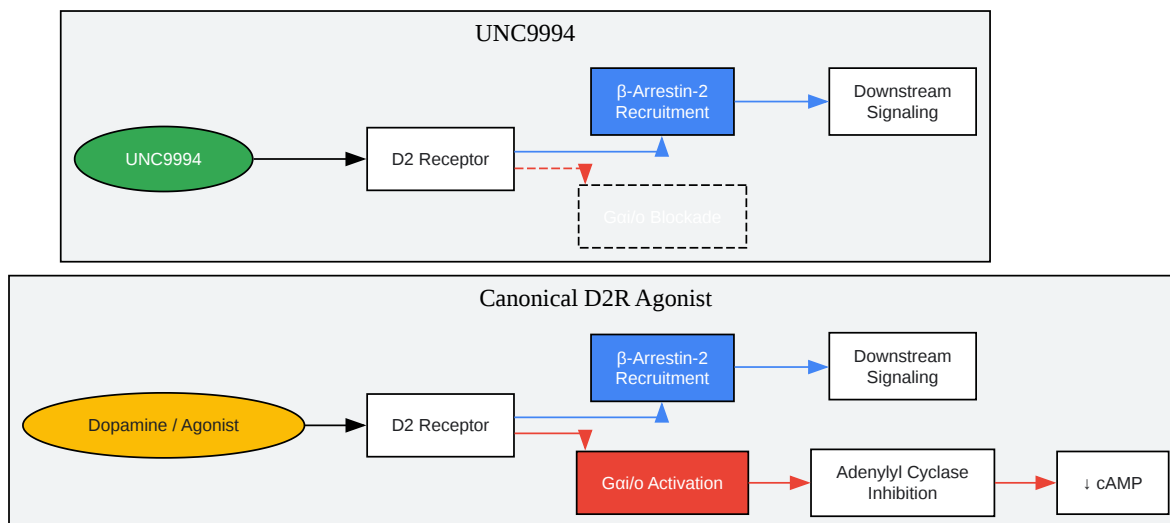 UNC9994
β-Arrestin-2
Recruitment
Downstream
Signaling
UNC9994
D2 Receptor
Gαi/o Blockade
Canonical D2R Agonist
β-Arrestin-2
Recruitment
Downstream
Signaling
Dopamine / Agonist
D2 Receptor
Gαi/o Activation
Adenylyl Cyclase
Inhibition
↓ cAMP